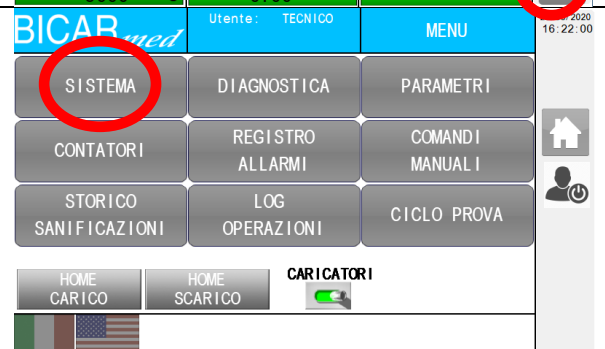 BICARmed
Utente: TECNICO
MENU
/2020
16:22:00
SISTEMA
DIAGNOSTICA
PARAMETRI
CONTATORI
REGISTRO
ALLARMI
COMANDI
MANUALI
STORICO
SANIFICAZIONI
LOG
OPERAZIONI
CICLO PROVA
HOME
CARICO
HOME
SCARICO
CARICATORI